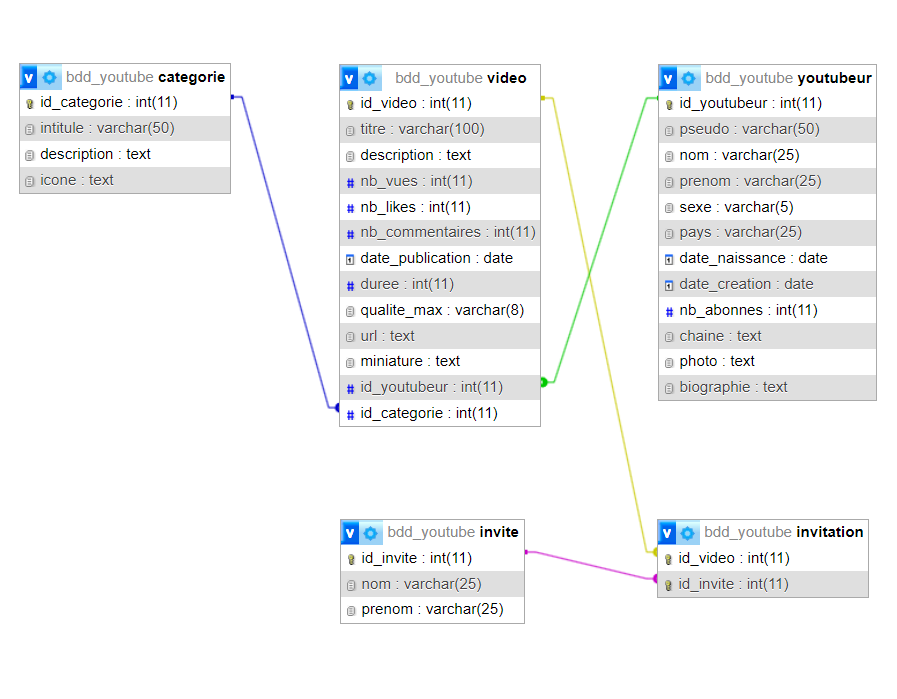 v bdd_youtube categorie
id_categorie : int(11)
intitule : varchar(50)
description : text
icone : text
v bdd_youtube video
id_video : int(11)
titre : varchar(100)
description : text
# nb_vues : int(11)
# nb_likes : int(11)
# nb_commentaires : int(11)
date_publication : date
# duree : int(11)
qualite_max : varchar(8)
url : text
miniature : text
# id_youtubeur : int(11)
# id_categorie : int(11)
v bdd_youtube youtubeur
id_youtubeur : int(11)
pseudo : varchar(50)
nom : varchar(25)
prenom : varchar(25)
sexe : varchar(5)
pays : varchar(25)
date_naissance : date
date_creation : date
# nb_abonnes : int(11)
chaine : text
photo : text
biographie : text
v bdd_youtube invite
id_invite : int(11)
nom : varchar(25)
prenom : varchar(25)
v bdd_youtube invitation
id_video : int(11)
id_invite : int(11)